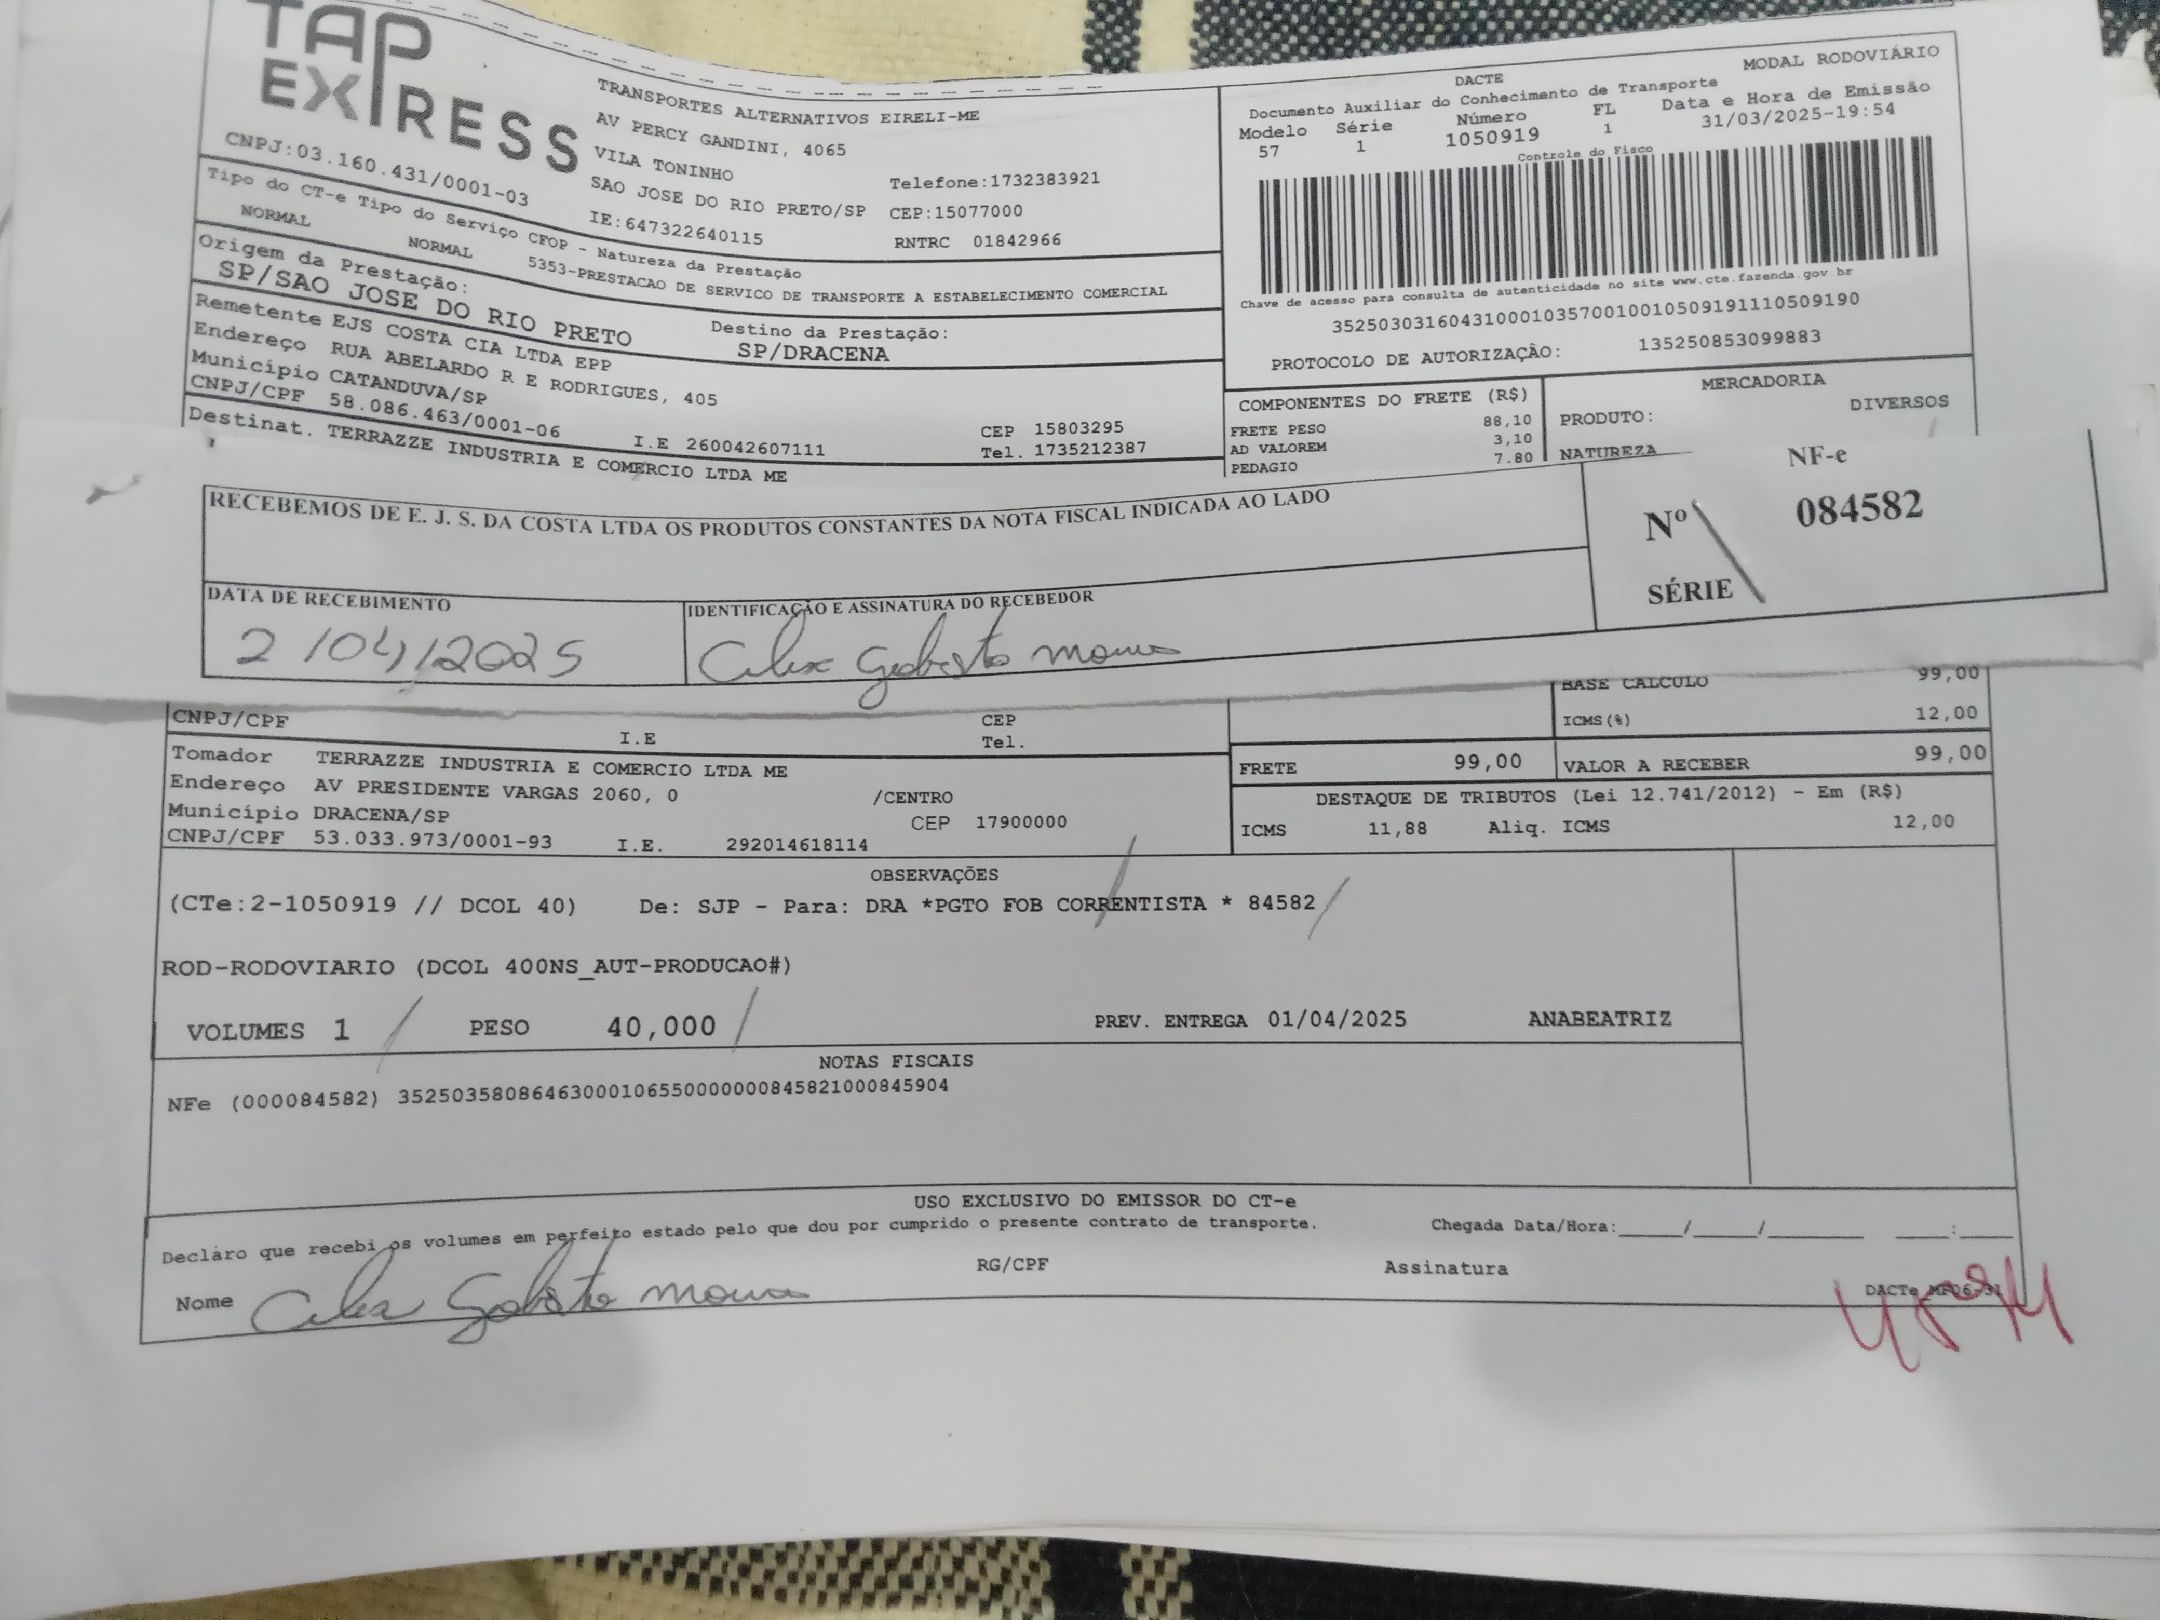 TAP
EXPRESS
CNPJ:03.160.431/0001-03
TRANSPORTES ALTERNATIVOS EIRELI-ME
AV PERCY GANDINI, 4065
VILA TONINHO
SAO JOSE DO RIO PRETO/SP
IE:647322640115
Telefone:1732383921
CEP:15077000
RNTRC 01842966
MODAL RODOVIÁRIO
DACTE
Documento Auxiliar do Conhecimento de Transporte
Modelo Série Número FL Data e Hora de Emissão
57 1 1050919 1 31/03/2025-19:54
Controle do Fisco
Chave de acesso para consulta de autenticidade no site www.cte.fazenda.gov.br
35250303160431000103570010010509191110509190
PROTOCOLO DE AUTORIZAÇÃO: 135250853099883
Tipo do CT-e Tipo do Serviço CFOP - Natureza da Prestação
NORMAL NORMAL 5353-PRESTACAO DE SERVICO DE TRANSPORTE A ESTABELECIMENTO COMERCIAL
Origem da Prestação:
SP/SAO JOSE DO RIO PRETO
Destino da Prestação:
SP/DRACENA
Remetente EJS COSTA CIA LTDA EPP
Endereço RUA ABELARDO R E RODRIGUES, 405
Município CATANDUVA/SP
CNPJ/CPF 58.086.463/0001-06 I.E 260042607111
CEP 15803295
Tel. 1735212387
Destinat. TERRAZZE INDUSTRIA E COMERCIO LTDA ME
COMPONENTES DO FRETE (R$)
FRETE PESO 88,10
AD VALOREM 3,10
PEDAGIO 7.80
MERCADORIA
PRODUTO: DIVERSOS
NATUREZA
RECEBEMOS DE E. J. S. DA COSTA LTDA OS PRODUTOS CONSTANTES DA NOTA FISCAL INDICADA AO LADO
NF-e
Nº 084582
SÉRIE
DATA DE RECEBIMENTO
2/04/2025
IDENTIFICAÇÃO E ASSINATURA DO RECEBEDOR
BASE CALCULO 99,00
ICMS(%) 12,00
CNPJ/CPF I.E CEP
Tel.
Tomador TERRAZZE INDUSTRIA E COMERCIO LTDA ME
Endereço AV PRESIDENTE VARGAS 2060, 0 /CENTRO
Município DRACENA/SP CEP 17900000
CNPJ/CPF 53.033.973/0001-93 I.E. 292014618114
FRETE 99,00 VALOR A RECEBER 99,00
DESTAQUE DE TRIBUTOS (Lei 12.741/2012) - Em (R$)
ICMS 11,88 Aliq. ICMS 12,00
OBSERVAÇÕES
(CTe:2-1050919 // DCOL 40) De: SJP - Para: DRA *PGTO FOB CORRENTISTA * 84582
ROD-RODOVIARIO (DCOL 400NS_AUT-PRODUCAO#)
VOLUMES 1 PESO 40,000 PREV. ENTREGA 01/04/2025 ANABEATRIZ
NOTAS FISCAIS
NFe (000084582) 35250358086463000106550000000845821000845904
USO EXCLUSIVO DO EMISSOR DO CT-e
Declaro que recebi os volumes em perfeito estado pelo que dou por cumprido o presente contrato de transporte.
Chegada Data/Hora:____/____/____ ____:____
Nome
RG/CPF
Assinatura
DACTe